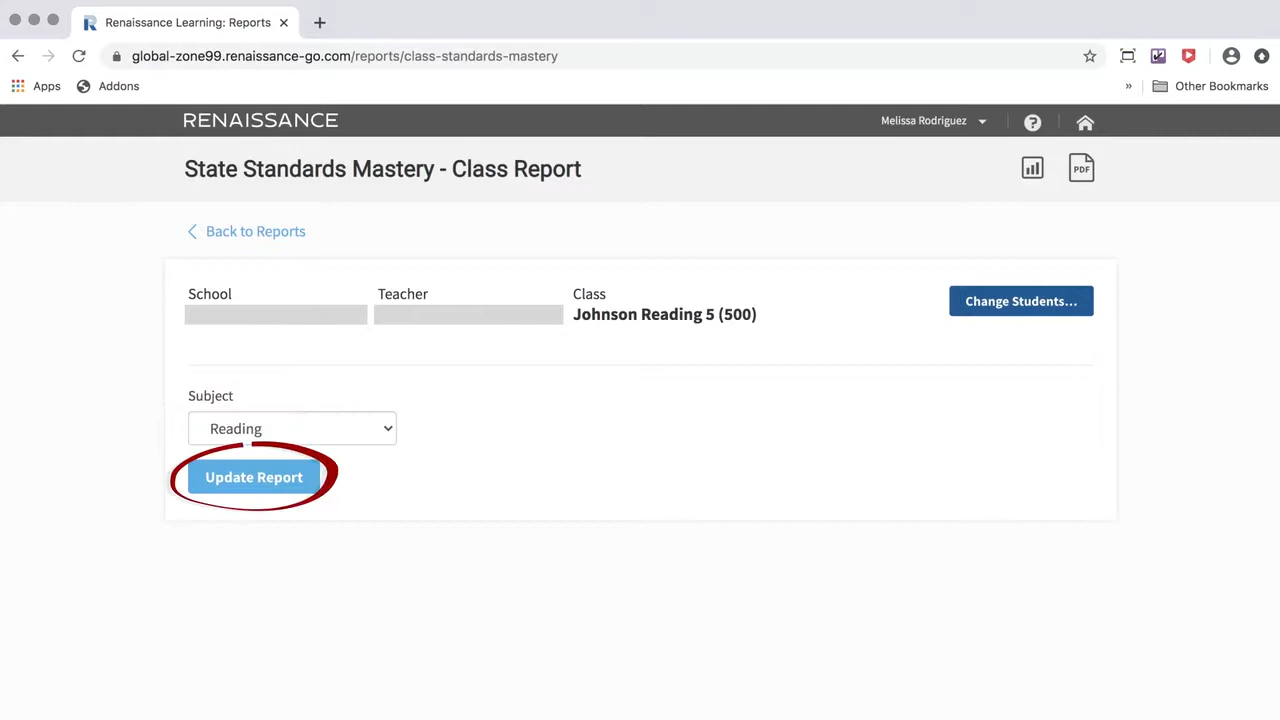 Renaissance Learning: Reports
global-zone99.renaissance-go.com/reports/class-standards-mastery
Apps
Addons
»
Other Bookmarks
RENAISSANCE
Melissa Rodriguez
State Standards Mastery - Class Report
PDF
Back to Reports
School
Teacher
Class
Johnson Reading 5 (500)
Change Students...
Subject
Reading
Update Report